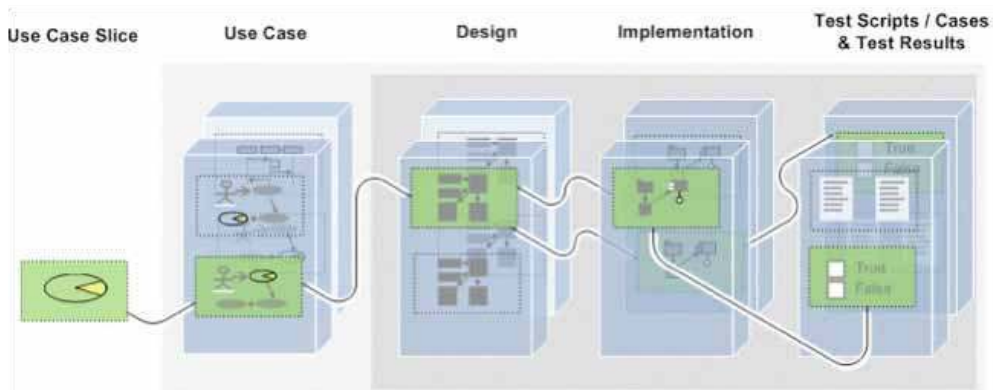 Use Case Slice
Use Case
Design
Implementation
Test Scripts / Cases
& Test Results
True
False
True
False